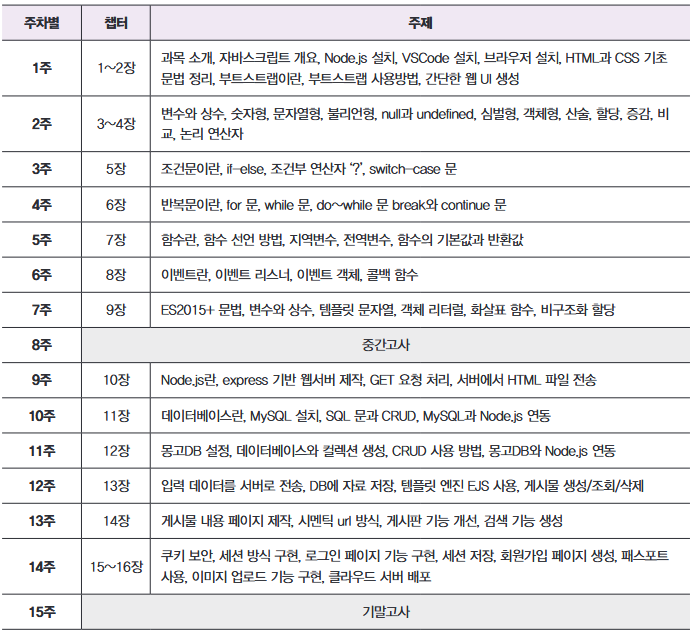 주차별 챕터 주제
1주 1~2장 과목 소개, 자바스크립트 개요, Node.js 설치, VSCode 설치, 브라우저 설치, HTML과 CSS 기초
문법 정리, 부트스트랩이란, 부트스트랩 사용방법, 간단한 웹 UI 생성
2주 3~4장 변수와 상수, 숫자형, 문자열형, 불리언형, null과 undefined, 심벌형, 객체형, 산술, 할당, 증감, 비
교, 논리 연산자
3주 5장 조건문이란, if-else, 조건부 연산자 ‘?’, switch-case 문
4주 6장 반복문이란, for 문, while 문, do~while 문 break와 continue 문
5주 7장 함수란, 함수 선언 방법, 지역변수, 전역변수, 함수의 기본값과 반환값
6주 8장 이벤트란, 이벤트 리스너, 이벤트 객체, 콜백 함수
7주 9장 ES2015+ 문법, 변수와 상수, 템플릿 문자열, 객체 리터럴, 화살표 함수, 비구조화 할당
8주 중간고사
9주 10장 Node.js란, express 기반 웹서버 제작, GET 요청 처리, 서버에서 HTML 파일 전송
10주 11장 데이터베이스란, MySQL 설치, SQL 문과 CRUD, MySQL과 Node.js 연동
11주 12장 몽고DB 설정, 데이터베이스와 컬렉션 생성, CRUD 사용 방법, 몽고DB와 Node.js 연동
12주 13장 입력 데이터를 서버로 전송, DB에 자료 저장, 템플릿 엔진 EJS 사용, 게시물 생성/조회/삭제
13주 14장 게시물 내용 페이지 제작, 시멘틱 url 방식, 게시판 기능 개선, 검색 기능 생성
14주 15~16장 쿠키 보안, 세션 방식 구현, 로그인 페이지 기능 구현, 세션 저장, 회원가입 페이지 생성, 패스포트
사용, 이미지 업로드 기능 구현, 클라우드 서버 배포
15주 기말고사